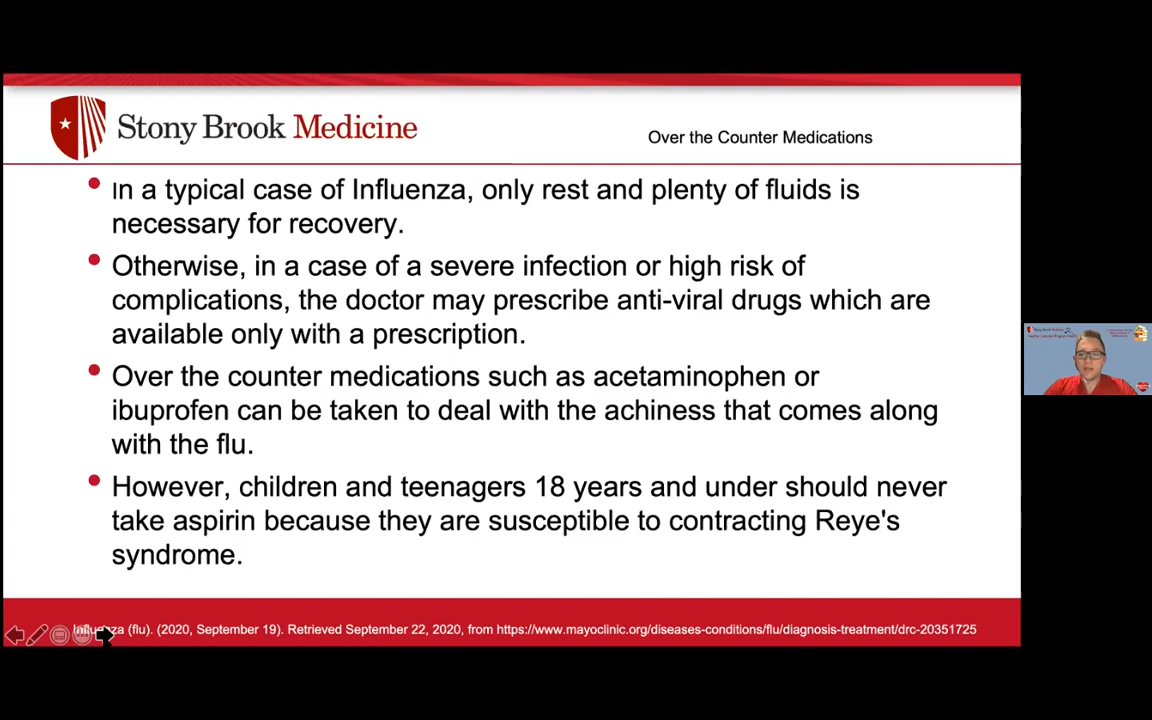 Stony Brook Medicine
Over the Counter Medications
In a typical case of Influenza, only rest and plenty of fluids is
necessary for recovery.
Otherwise, in a case of a severe infection or high risk of
complications, the doctor may prescribe anti-viral drugs which are
available only with a prescription.
Over the counter medications such as acetaminophen or
ibuprofen can be taken to deal with the achiness that comes along
with the flu.
However, children and teenagers 18 years and under should never
take aspirin because they are susceptible to contracting Reye's
syndrome.
Influenza (flu). (2020, September 19). Retrieved September 22, 2020, from https://www.mayoclinic.org/diseases-conditions/flu/diagnosis-treatment/drc-20351725
Stony Brook Medicine